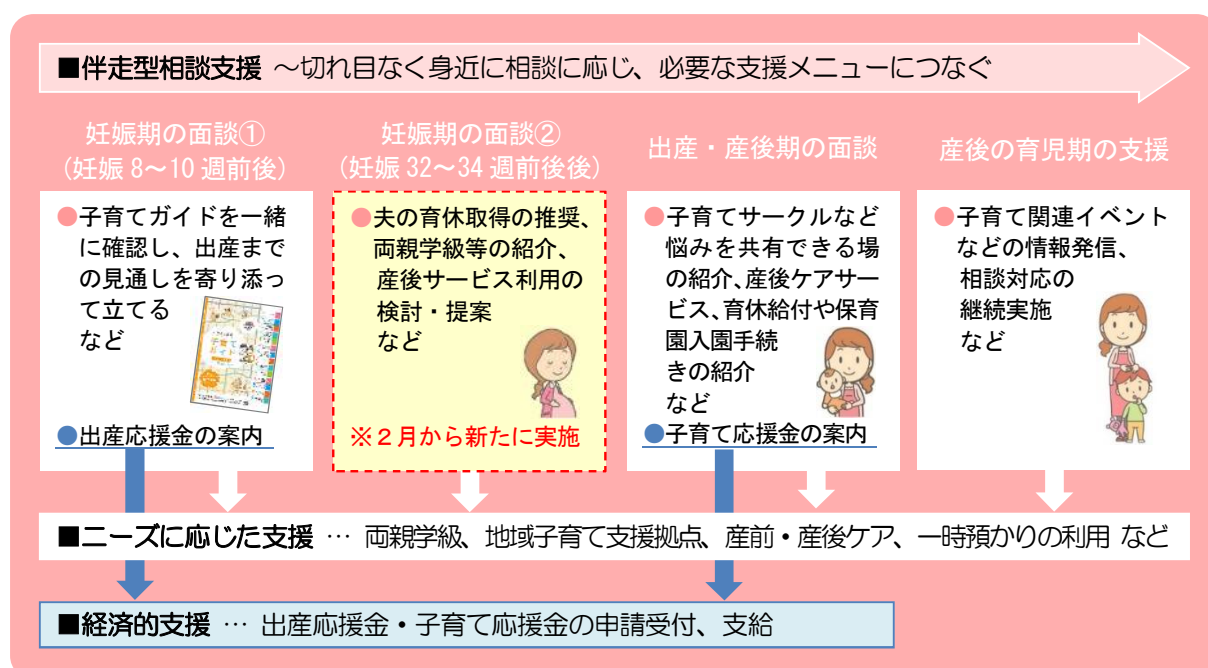 ■伴走型相談支援 ～切れ目なく身近に相談に応じ、必要な支援メニューにつなぐ
妊娠期の面談①
（妊娠 8～10 週前後）
●子育てガイドを一緒
に確認し、出産まで
の見通しを寄り添っ
て立てる
など
子育て
ガイド
●出産応援金の案内
妊娠期の面談②
（妊娠 32～34 週前後後）
●夫の育休取得の推奨、
両親学級等の紹介、
産後サービス利用の
検討・提案
など
※２月から新たに実施
出産・産後期の面談
●子育てサークルなど
悩みを共有できる場
の紹介、産後ケアサー
ビス、育休給付や保育
園入園手続
きの紹介
など
●子育て応援金の案内
産後の育児期の支援
●子育て関連イベント
などの情報発信、
相談対応の
継続実施
など
■ニーズに応じた支援 … 両親学級、地域子育て支援拠点、産前・産後ケア、一時預かりの利用 など
■経済的支援 … 出産応援金・子育て応援金の申請受付、支給